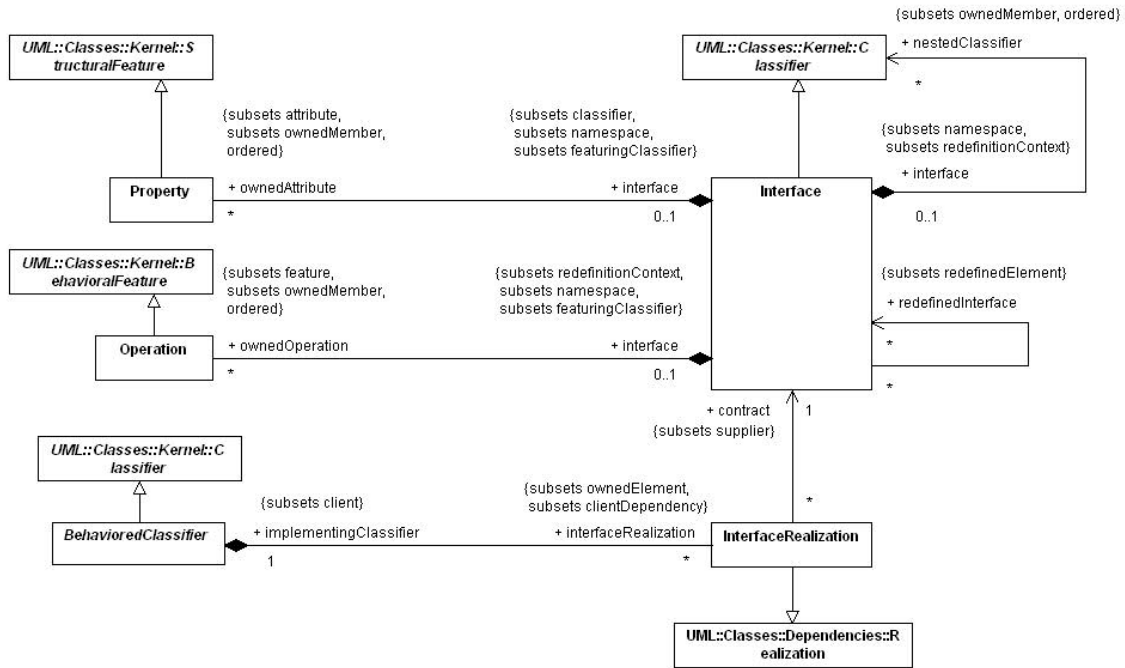 {subsets ownedMember, ordered}
UML::Classes::Kernel::S
tructuralFeature
UML::Classes::Kernel::C
lassifier
+ nestedClassifier
*
{subsets attribute,
subsets ownedMember,
ordered}
{subsets classifier,
subsets namespace,
subsets featuringClassifier}
{subsets namespace,
subsets redefinitionContext}
+ interface
0..1
Property
+ ownedAttribute
*
+ interface
0..1
Interface
UML::Classes::Kernel::B
ehavioralFeature
{subsets feature,
subsets ownedMember,
ordered}
{subsets redefinitionContext,
subsets namespace,
subsets featuringClassifier}
{subsets redefinedElement}
+ redefinedInterface
*
*
Operation
+ ownedOperation
*
+ interface
0..1
+ contract
1
{subsets supplier}
*
UML::Classes::Kernel::C
lassifier
{subsets client}
{subsets ownedElement,
subsets clientDependency}
BehavioredClassifier
+ implementingClassifier
1
+ interfaceRealization
*
InterfaceRealization
UML::Classes::Dependencies::R
ealization